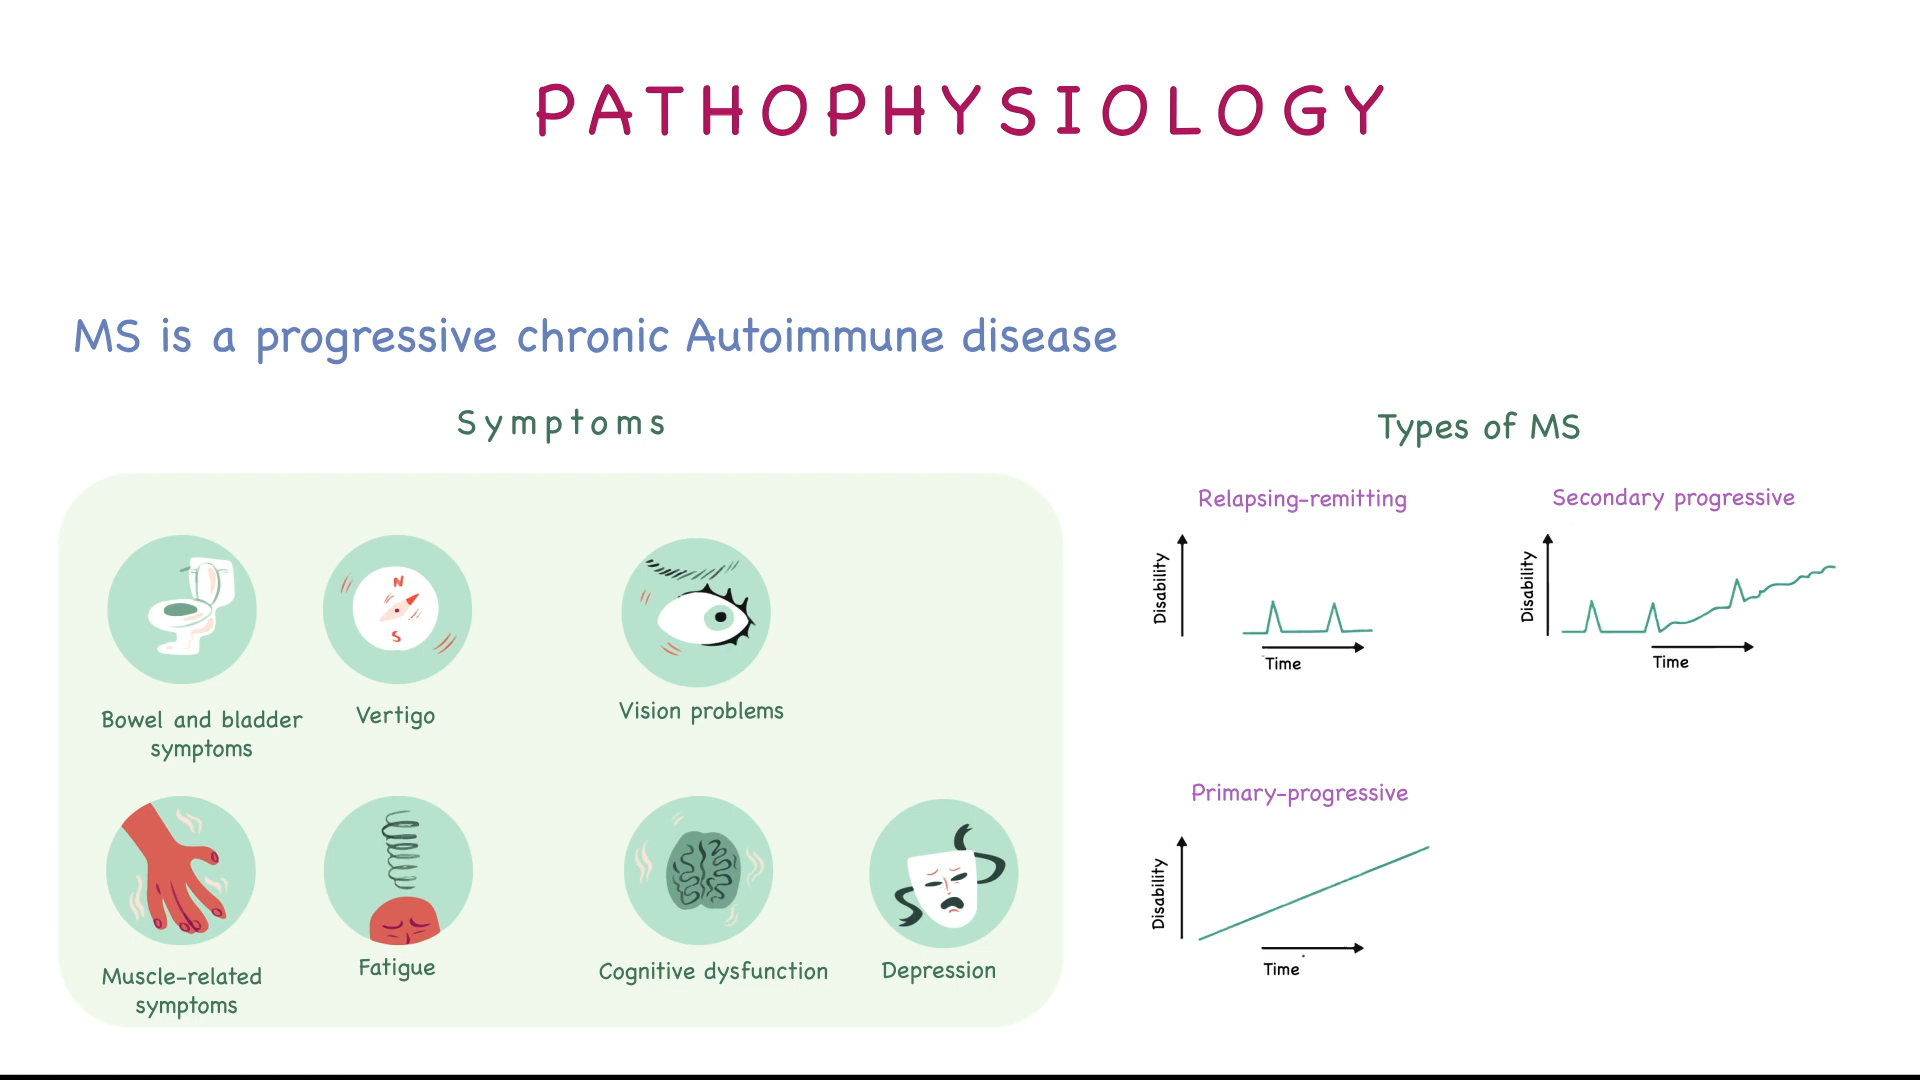 PATHOPHYSIOLOGY
MS is a progressive chronic Autoimmune disease
Symptoms
N
S
Bowel and bladder
symptoms
Vertigo
Vision problems
Muscle-related
symptoms
Fatigue
Cognitive dysfunction
Depression
Types of MS
Relapsing-remitting
Disability
Time
Secondary progressive
Disability
Time
Primary-progressive
Disability
Time